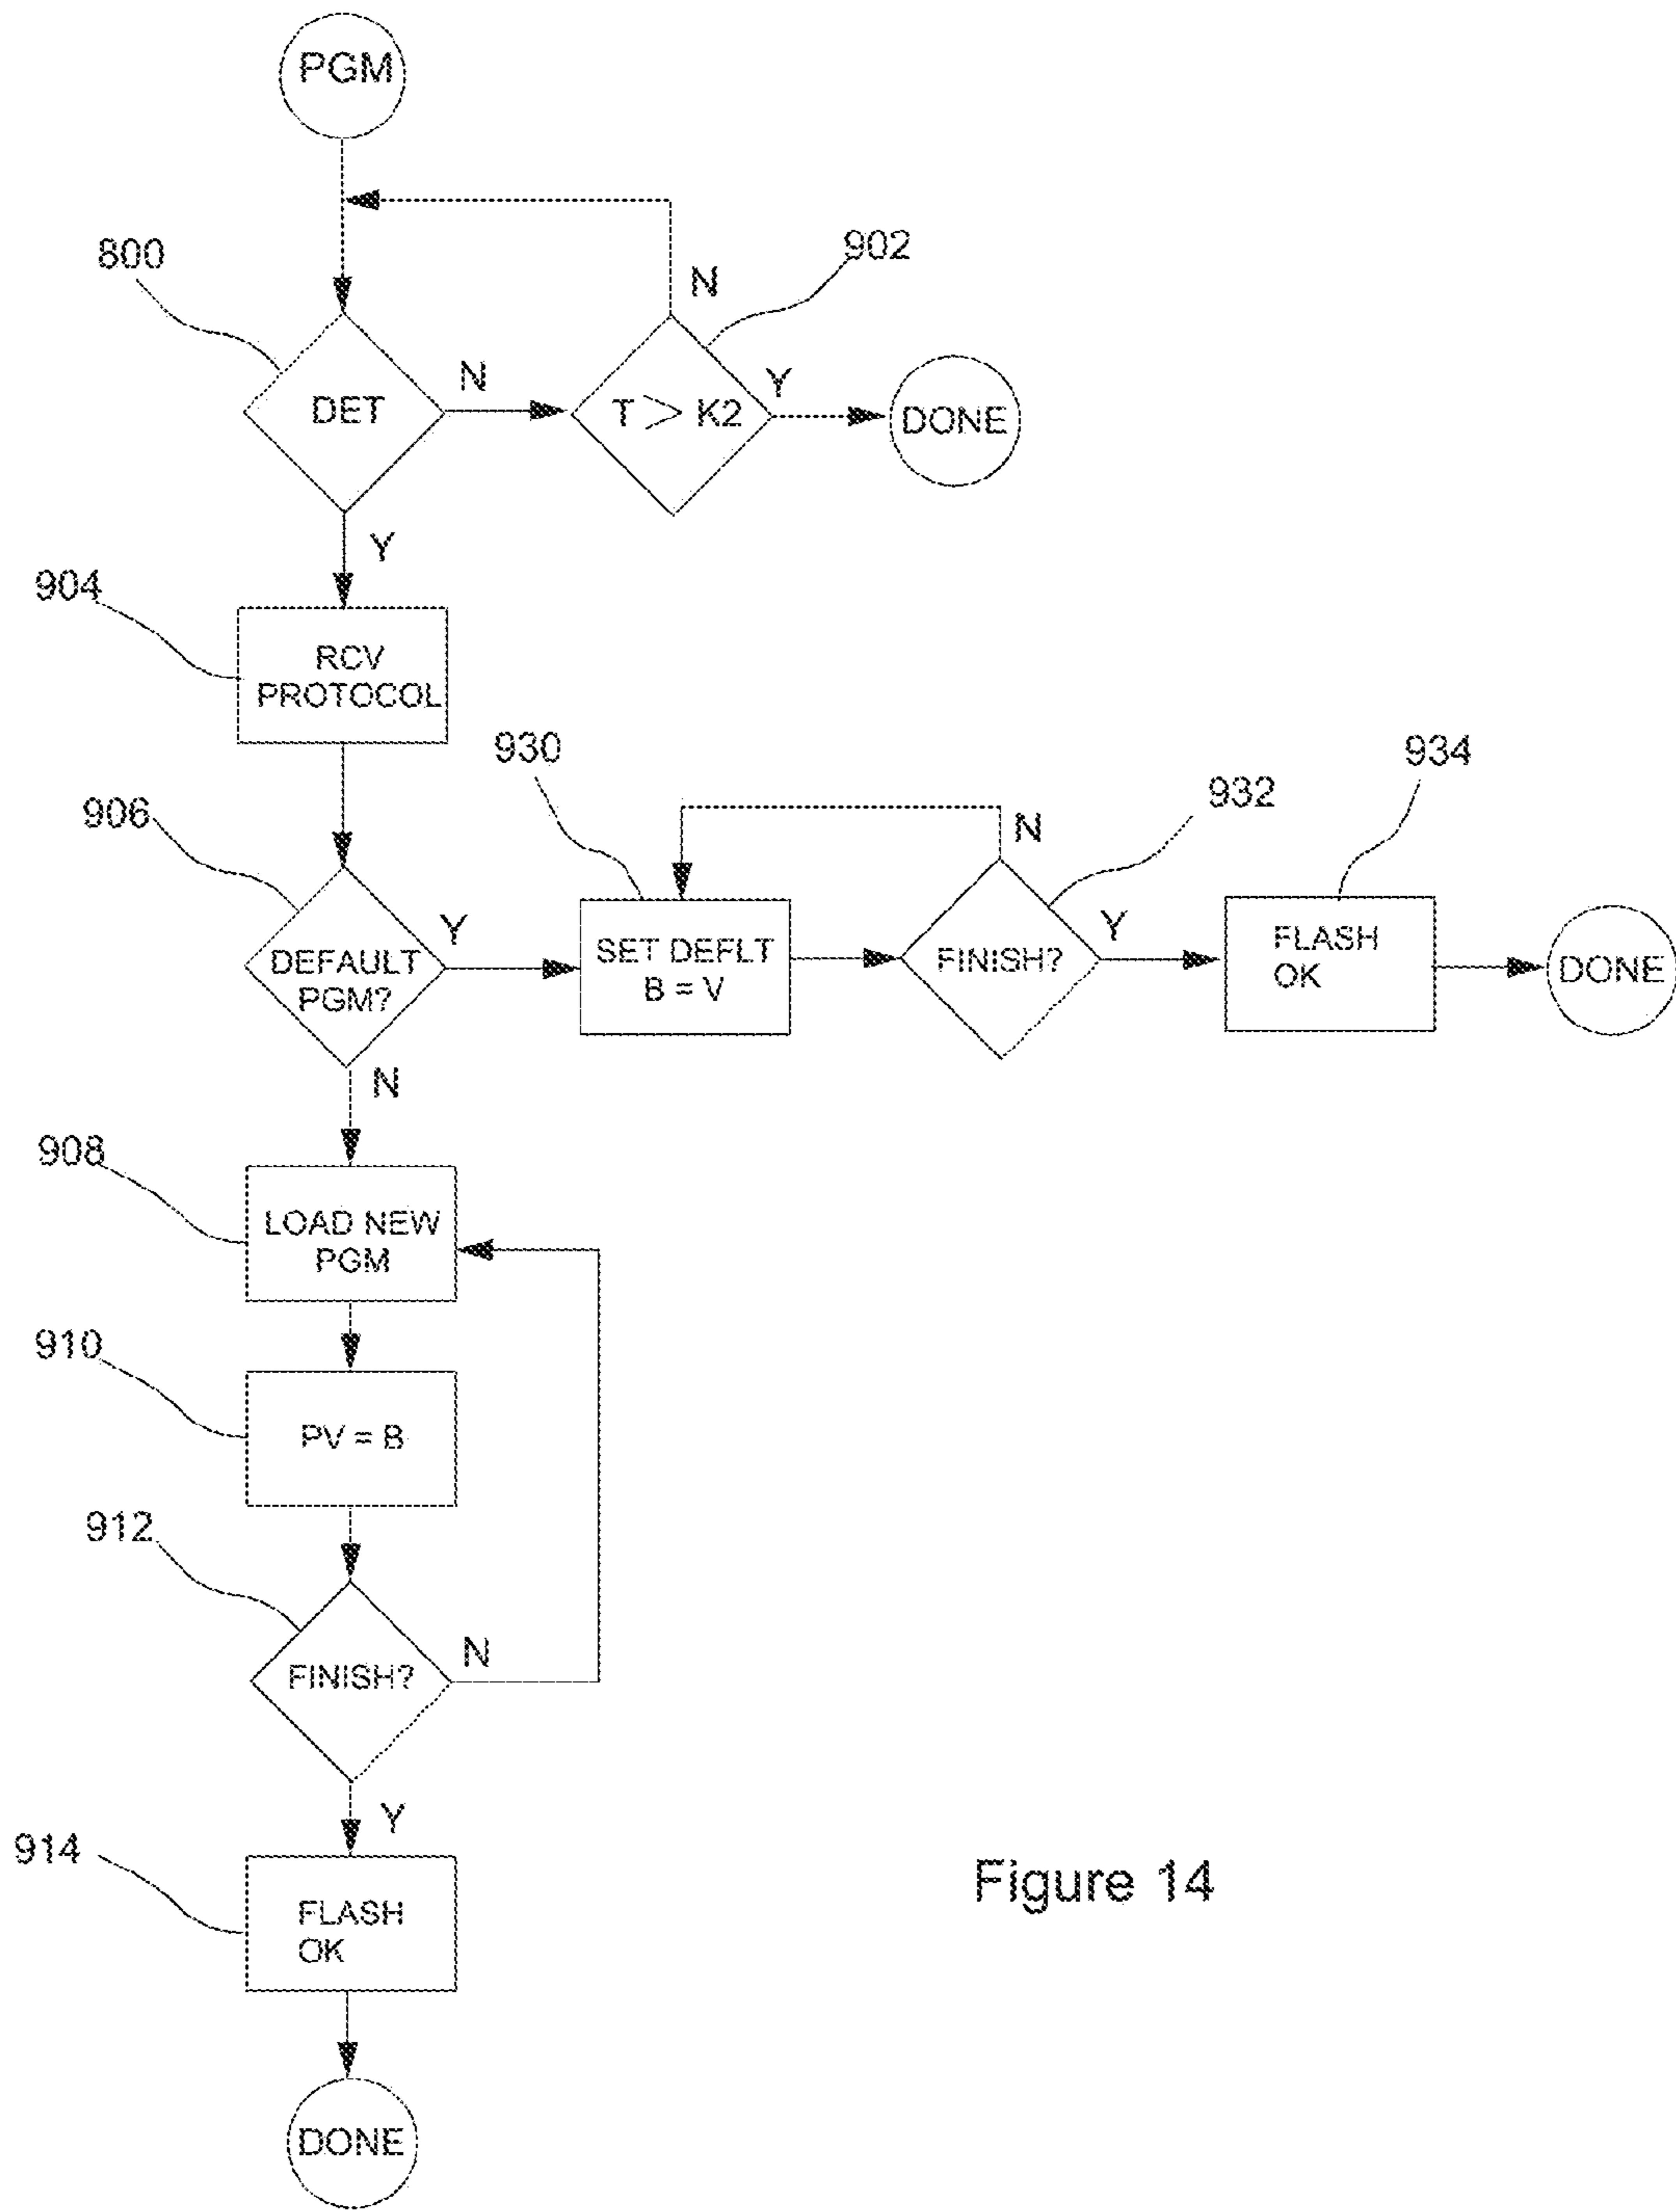 PGM
800
902
N
N
Y
DET
T > K2
DONE
Y
904
RCV
PROTOCOL
930
934
932
906
N
Y
Y
DEFAULT
PGM?
SET DEFLT
B = V
FINISH?
FLASH
OK
DONE
N
908
LOAD NEW
PGM
910
PV = B
912
N
FINISH?
Y
914
FLASH
OK
Figure 14
DONE